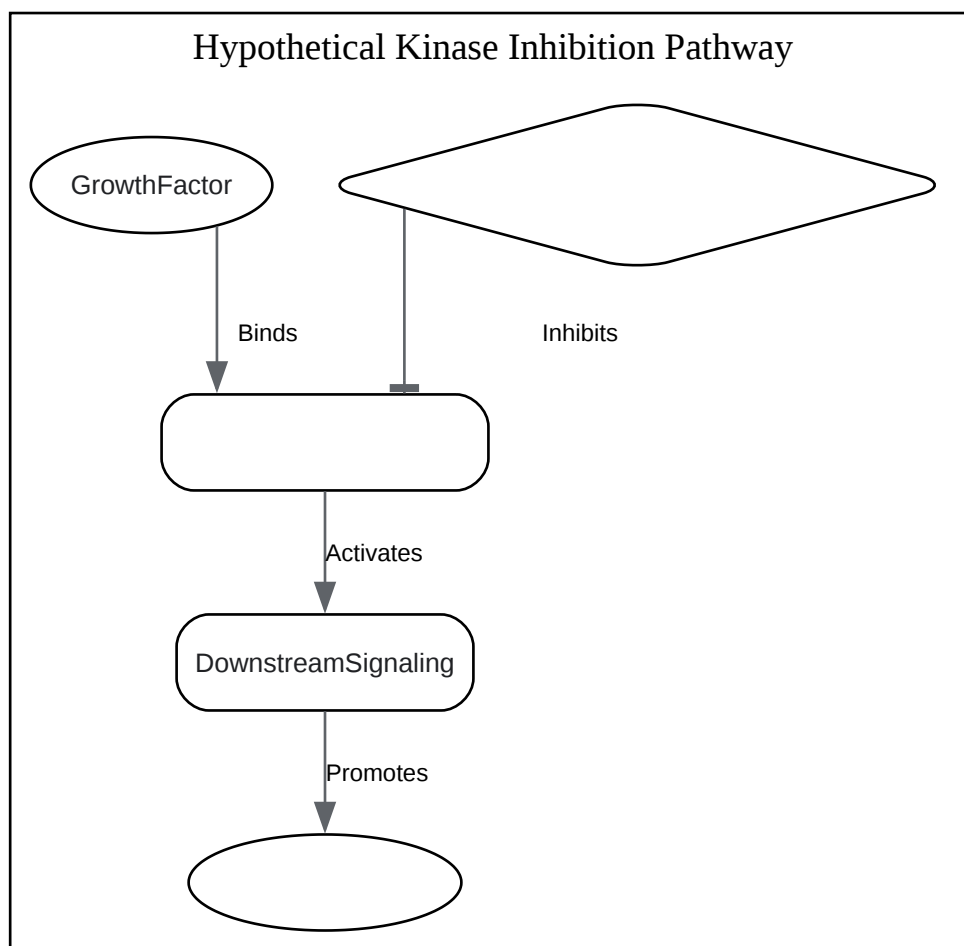 Hypothetical Kinase Inhibition Pathway
GrowthFactor
Binds
Inhibits
Activates
DownstreamSignaling
Promotes